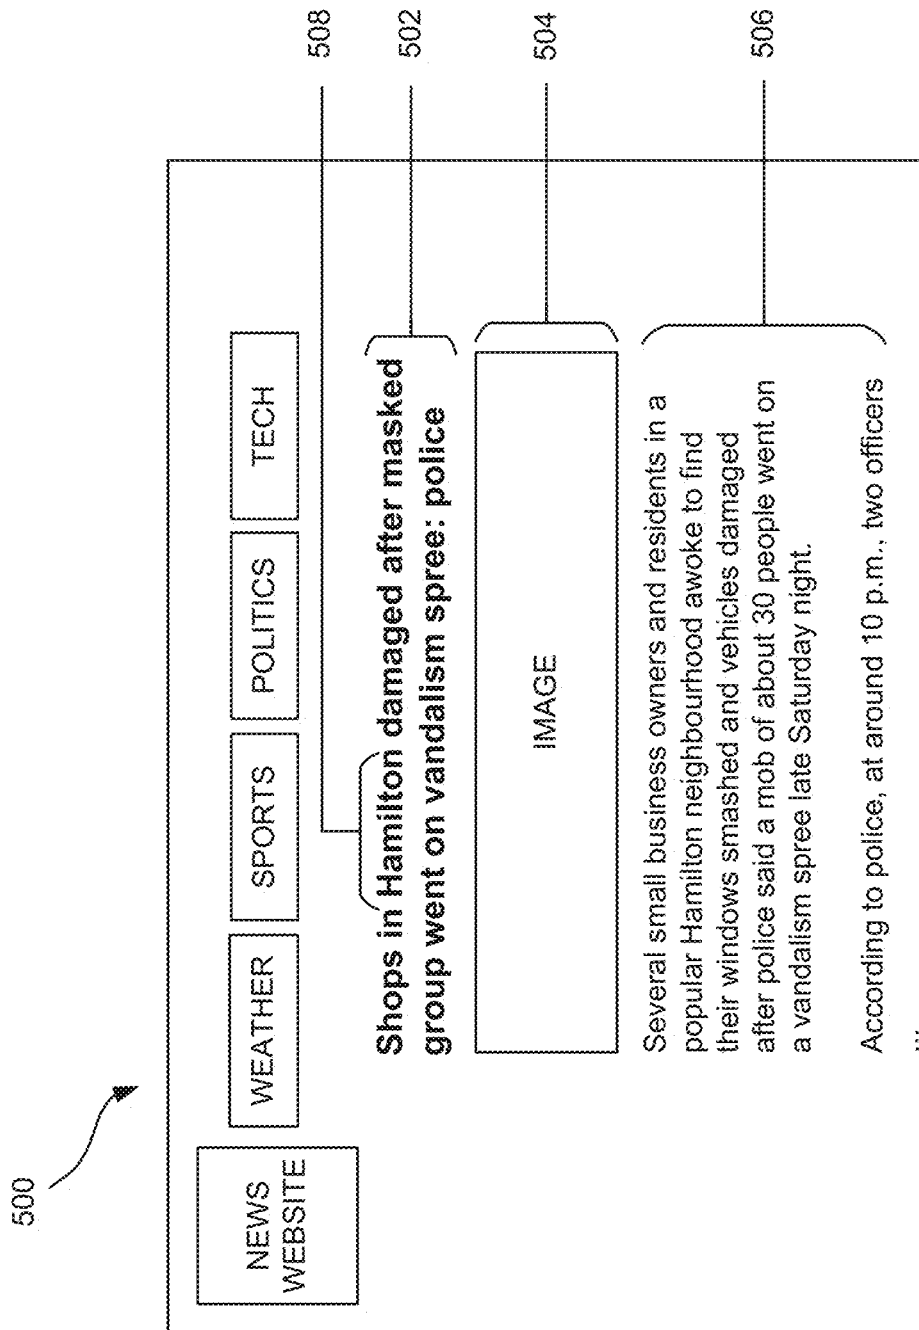 500
NEWS
WEBSITE
WEATHER
SPORTS
POLITICS
TECH
508
Shops in Hamilton damaged after masked
group went on vandalism spree: police
502
IMAGE
504
Several small business owners and residents in a
popular Hamilton neighbourhood awoke to find
their windows smashed and vehicles damaged
after police said a mob of about 30 people went on
a vandalism spree late Saturday night.
506
According to police, at around 10 p.m., two officers
...